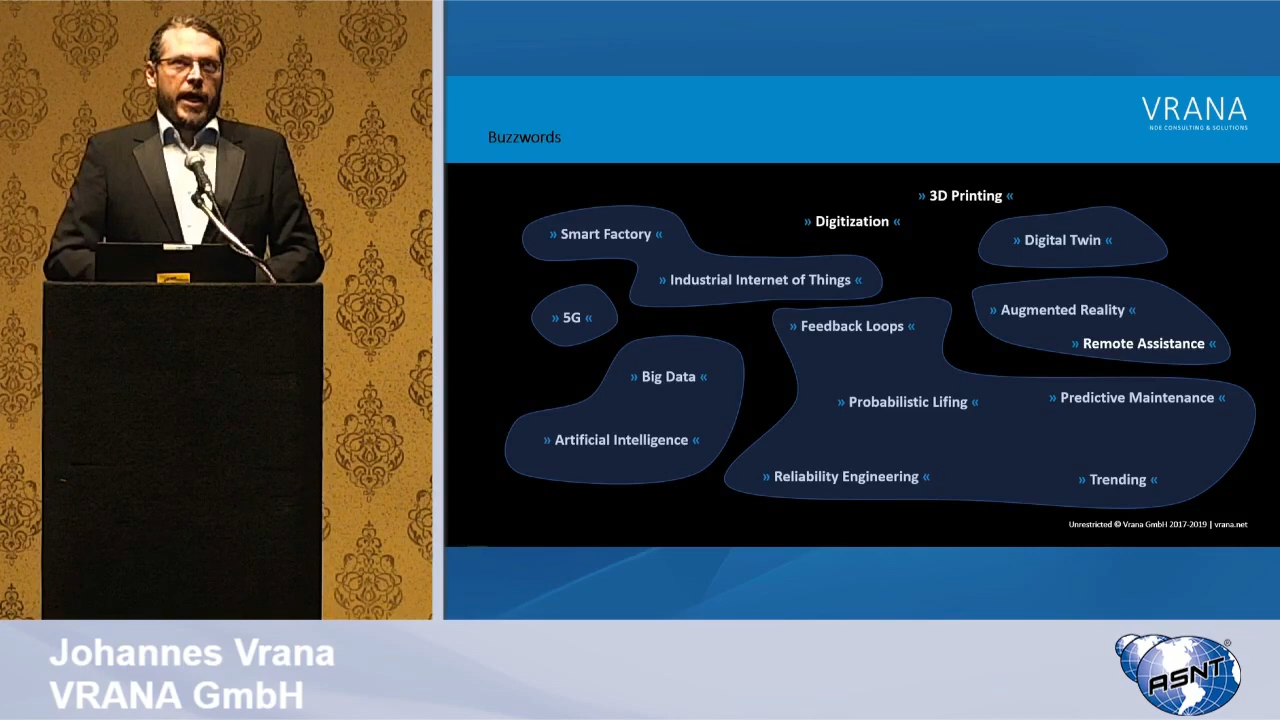 VRANA
NDE CONSULTING & SOLUTIONS
Buzzwords
» 3D Printing «
» Digitization «
» Smart Factory «
» Digital Twin «
» Industrial Internet of Things «
» Augmented Reality «
» 5G «
» Feedback Loops «
» Remote Assistance «
» Big Data «
» Probabilistic Lifing «
» Predictive Maintenance «
» Artificial Intelligence «
» Reliability Engineering «
» Trending «
Unrestricted © Vrana GmbH 2017-2019 | vrana.net
Johannes Vrana
VRANA GmbH
ASNT
®